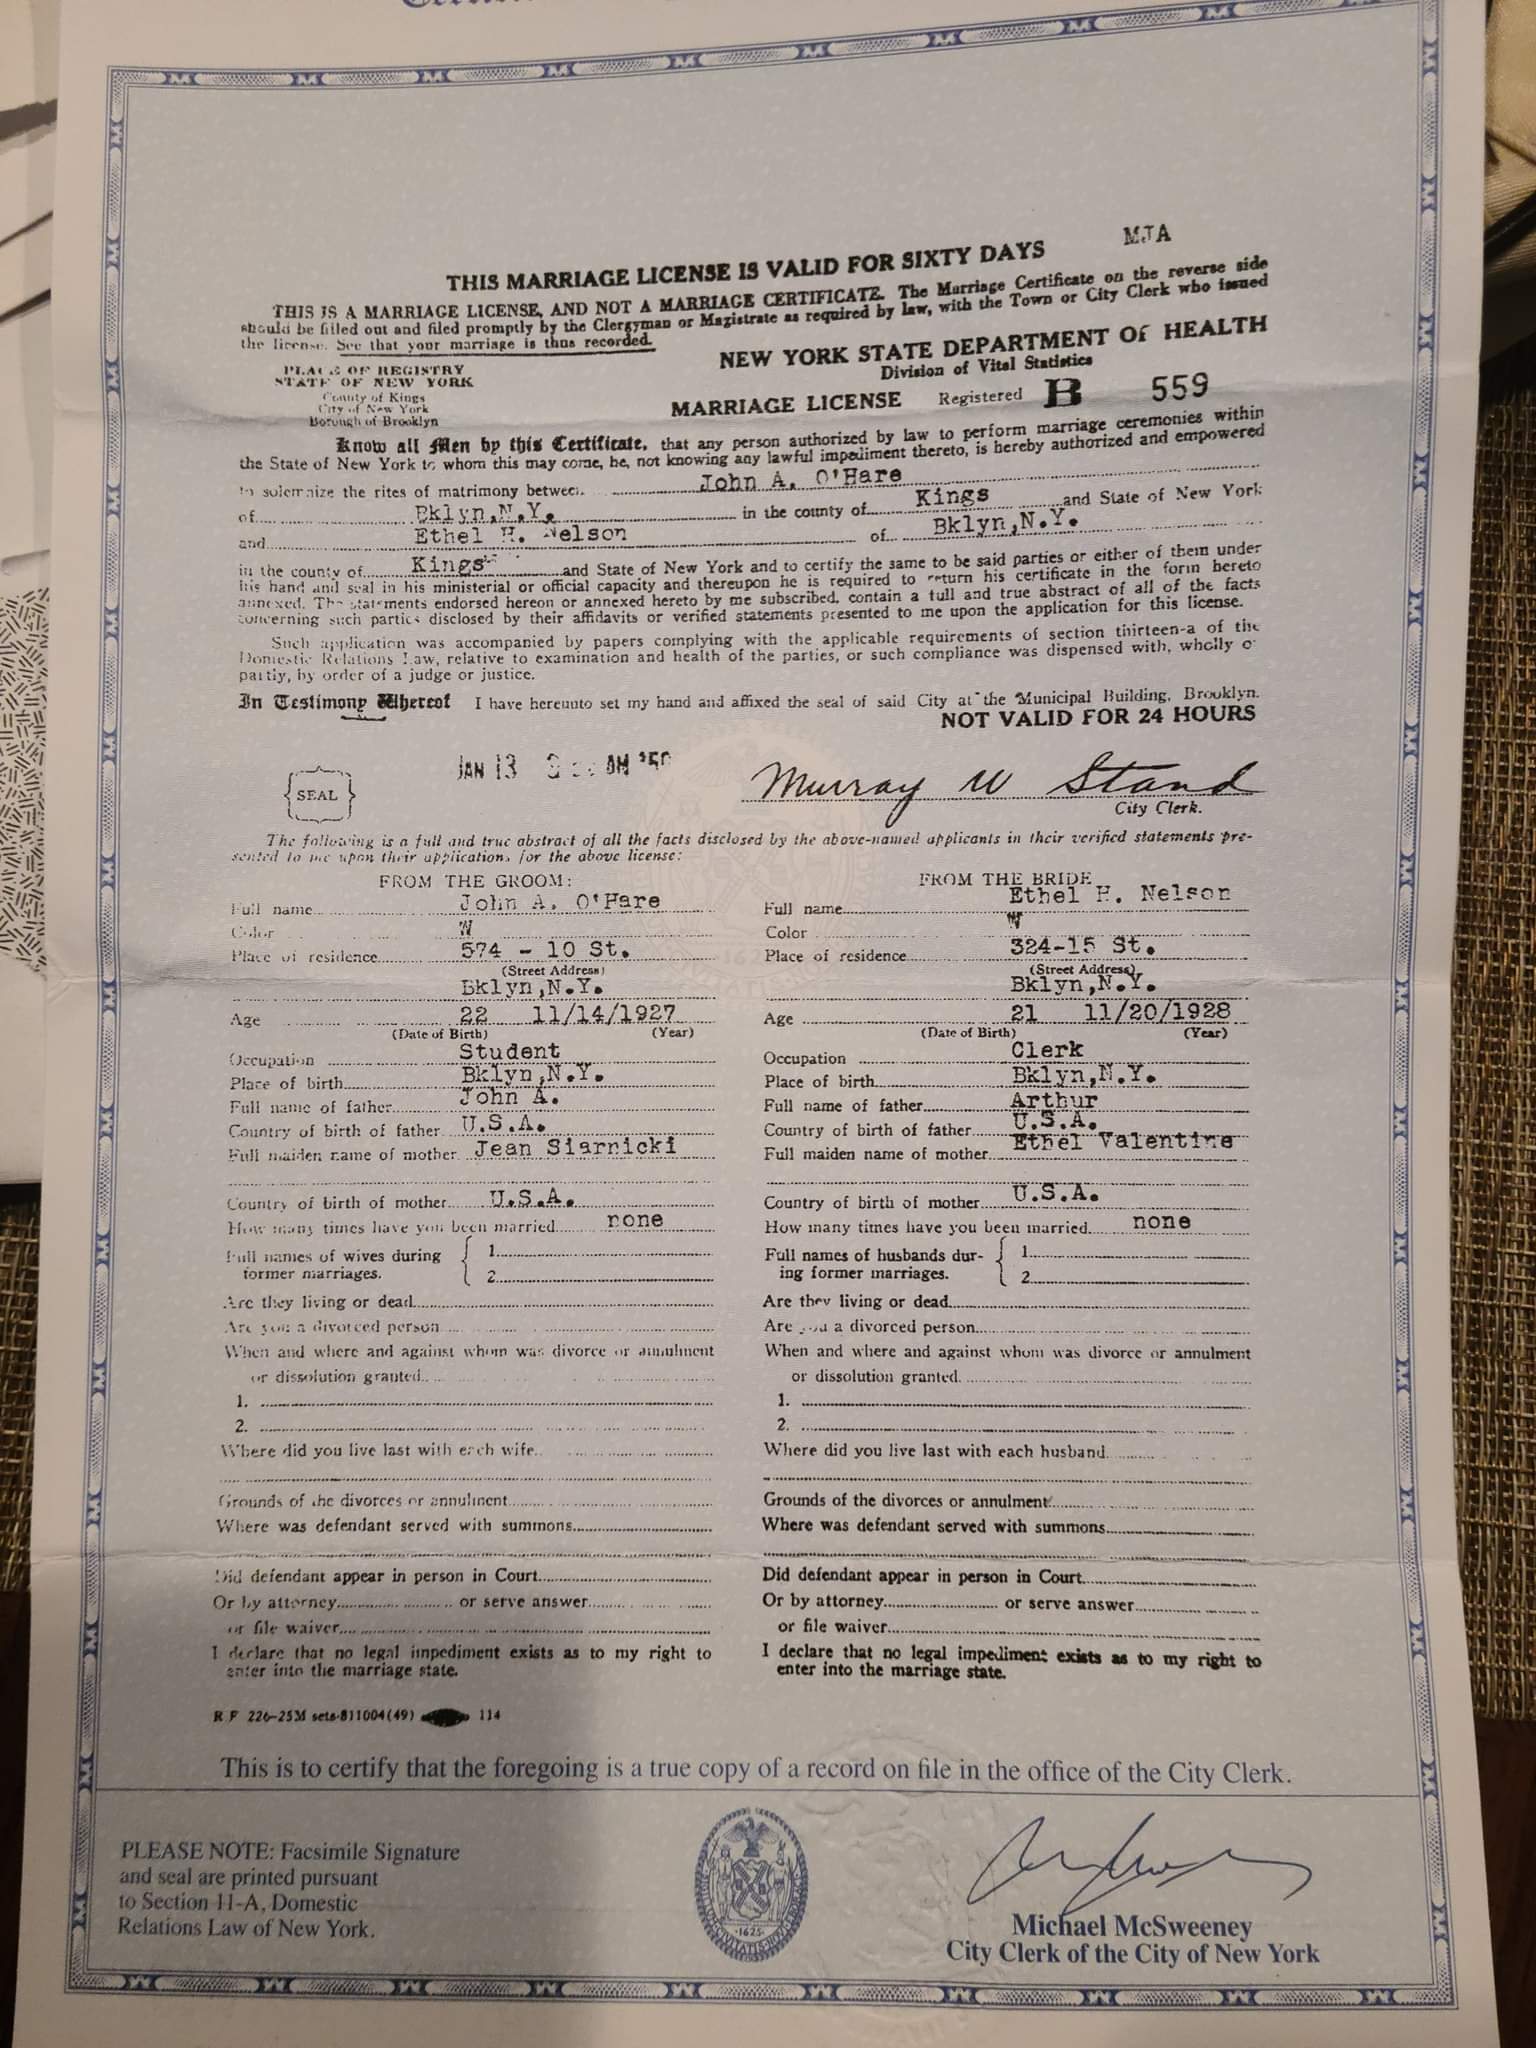 THIS MARRIAGE LICENSE IS VALID FOR SIXTY DAYS MJA
THIS IS A MARRIAGE LICENSE, AND NOT A MARRIAGE CERTIFICATE. The Marriage Certificate on the reverse side
should be filled out and filed promptly by the Clergyman or Magistrate as required by law, with the Town or City Clerk who issued
the license. See that your marriage is thus recorded.
NEW YORK STATE DEPARTMENT Of HEALTH
Division of Vital Statistics
PLACE OF REGISTRY
STATE OF NEW YORK
County of Kings
City of New York
Borough of Brooklyn
MARRIAGE LICENSE Registered B 559
Know all Men by this Certificate, that any person authorized by law to perform marriage ceremonies within
the State of New York to whom this may come, he, not knowing any lawful impediment thereto, is hereby authorized and empowered
to solemnize the rites of matrimony between John A. O'Hare
of Bklyn,N.Y. in the county of Kings and State of New York
and Ethel H. Nelson of Bklyn,N.Y.
in the county of Kings and State of New York and to certify the same to be said parties or either of them under
his hand and seal in his ministerial or official capacity and thereupon he is required to return his certificate in the form hereto
annexed. The statements endorsed hereon or annexed hereto by me subscribed, contain a full and true abstract of all of the facts
concerning such parties disclosed by their affidavits or verified statements presented to me upon the application for this license.
Such application was accompanied by papers complying with the applicable requirements of section thirteen-a of the
Domestic Relations Law, relative to examination and health of the parties, or such compliance was dispensed with, wholly or
partly, by order of a judge or justice.
In Testimony Whereof I have hereunto set my hand and affixed the seal of said City at the Municipal Building, Brooklyn.
NOT VALID FOR 24 HOURS
JAN 13 AM '50
SEAL
Murray W Stand
City Clerk.
The following is a full and true abstract of all the facts disclosed by the above-named applicants in their verified statements pre-
sented to me upon their applications for the above license:
FROM THE GROOM:
Full name John A. O'Hare
Color W
Place of residence 574 - 10 St.
(Street Address)
Bklyn,N.Y.
Age 22 11/14/1927
(Date of Birth) (Year)
Occupation Student
Place of birth Bklyn,N.Y.
Full name of father John A.
Country of birth of father U.S.A.
Full maiden name of mother Jean Siarnicki
Country of birth of mother U.S.A.
How many times have you been married none
Full names of wives during
former marriages.
1
2
Are they living or dead
Are you a divorced person
When and where and against whom was divorce or annulment
or dissolution granted
1.
2.
Where did you live last with each wife
Grounds of the divorces or annulment
Where was defendant served with summons
Did defendant appear in person in Court
Or by attorney or serve answer
or file waiver
I declare that no legal impediment exists as to my right to
enter into the marriage state.
FROM THE BRIDE
Full name Ethel H. Nelson
Color W
Place of residence 324-15 St.
(Street Address)
Bklyn,N.Y.
Age 21 11/20/1928
(Date of Birth) (Year)
Occupation Clerk
Place of birth Bklyn,N.Y.
Full name of father Arthur
Country of birth of father U.S.A.
Full maiden name of mother Ethel Valentine
Country of birth of mother U.S.A.
How many times have you been married none
Full names of husbands dur-
ing former marriages.
1
2
Are they living or dead
Are you a divorced person
When and where and against whom was divorce or annulment
or dissolution granted
1.
2.
Where did you live last with each husband
Grounds of the divorces or annulment
Where was defendant served with summons
Did defendant appear in person in Court
Or by attorney or serve answer
or file waiver
I declare that no legal impediment exists as to my right to
enter into the marriage state.
R F 226-25M sets-811004(49) 114
This is to certify that the foregoing is a true copy of a record on file in the office of the City Clerk.
PLEASE NOTE: Facsimile Signature
and seal are printed pursuant
to Section 11-A, Domestic
Relations Law of New York.
1625
Michael McSweeney
City Clerk of the City of New York